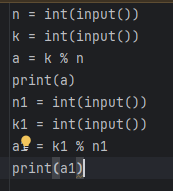 n = int(input())
k = int(input())
a = k % n
print(a)
n1 = int(input())
k1 = int(input())
a1 = k1 % n1
print(a1)